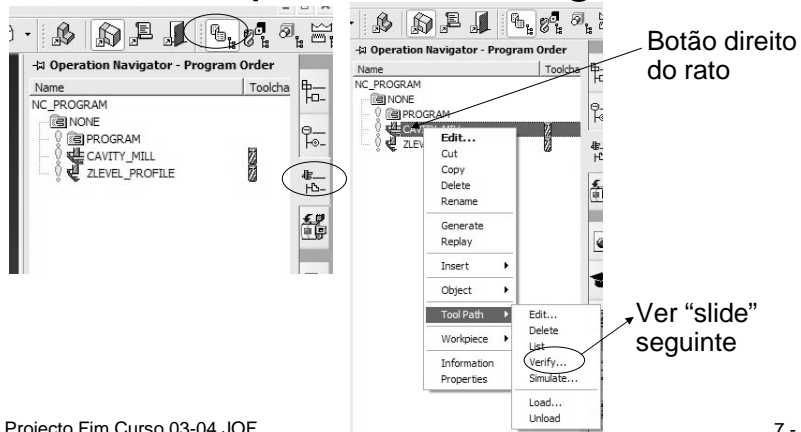 Operation Navigator - Program Order
Name Toolcha
NC_PROGRAM
NONE
PROGRAM
CAVITY_MILL
ZLEVEL_PROFILE
Operation Navigator - Program Order
Name Toolcha
NC_PROGRAM
NONE
PROGRAM
Edit...
Cut
Copy
Delete
Rename
Generate
Replay
Insert
Object
Tool Path
Workpiece
Information
Properties
Edit...
Delete
List
Verify...
Simulate...
Load...
Unload
Botão direito
do rato
Ver “slide”
seguinte
Projecto Fim Curso 03-04 JOF
7 -